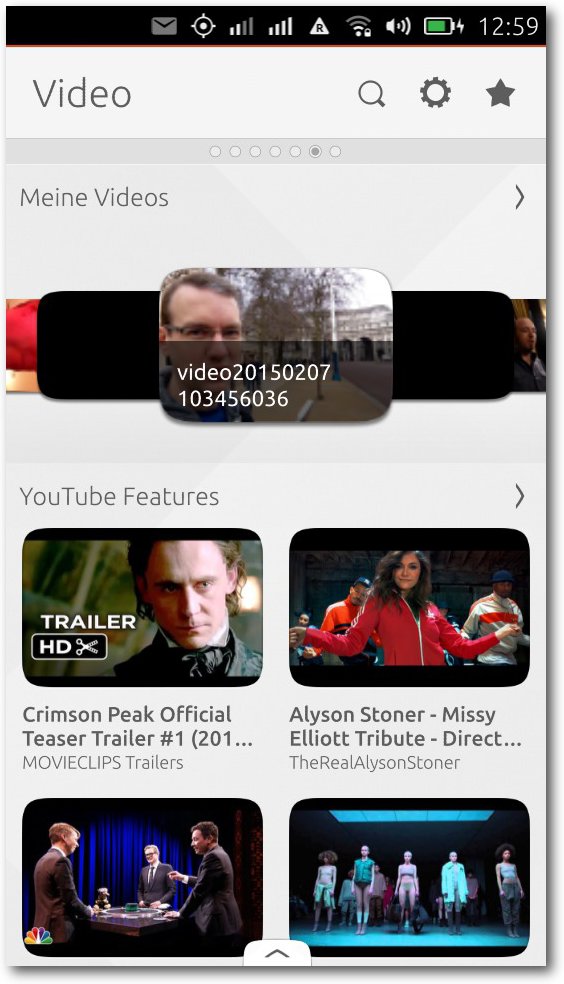 12:59
Video
Meine Videos
video20150207
103456036
YouTube Features
TRAILER
HD
Crimson Peak Official
Teaser Trailer #1 (201...
MOVIECLIPS Trailers
Alyson Stoner - Missy
Elliott Tribute - Direct...
TheRealAlysonStoner